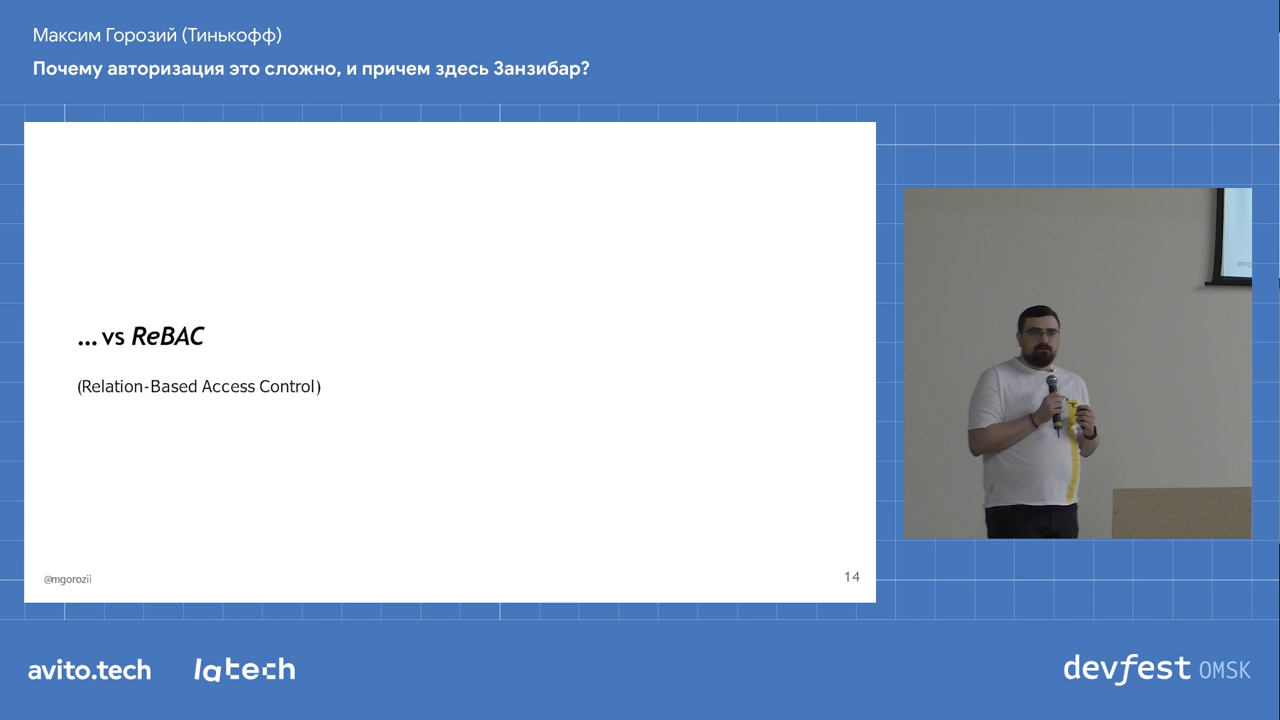 Максим Горозий (Тинькофф)
Почему авторизация это сложно, и причем здесь Занзибар?
... vs ReBAC
(Relation-Based Access Control)
@mgorozii
14
avito.tech
latech
devfest OMSK